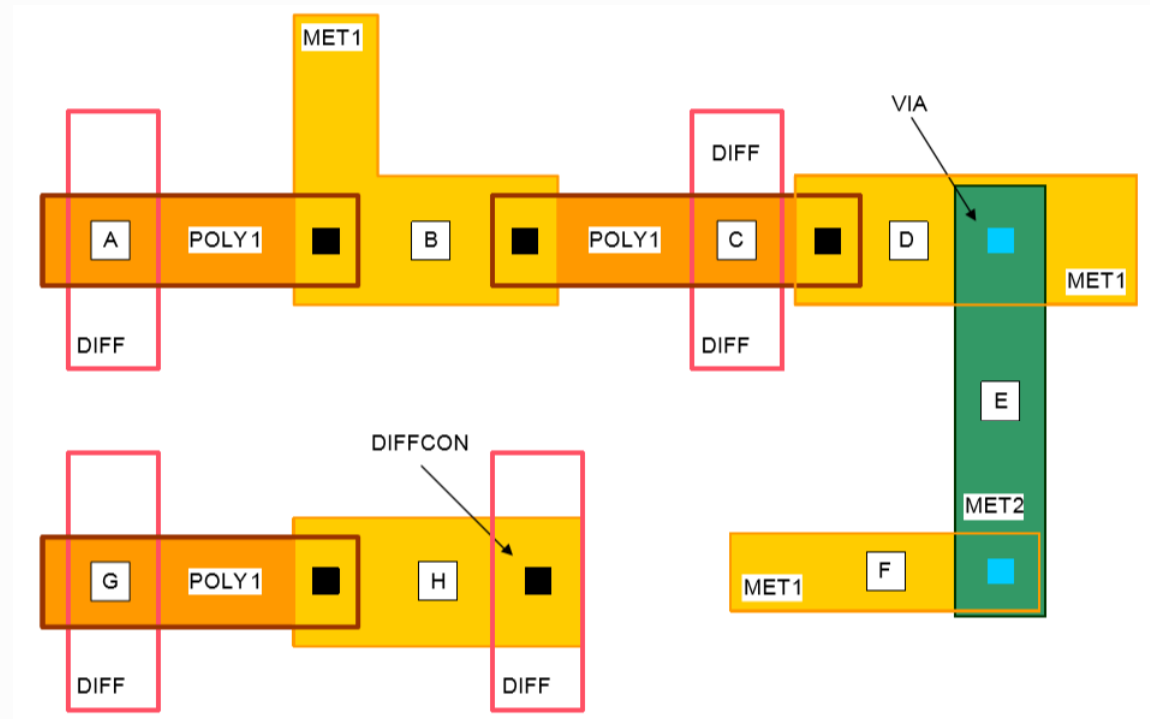 MET1
VIA
DIFF
A
POLY1
B
POLY1
C
D
MET1
DIFF
DIFF
E
DIFFCON
MET2
G
POLY1
H
F
MET1
DIFF
DIFF